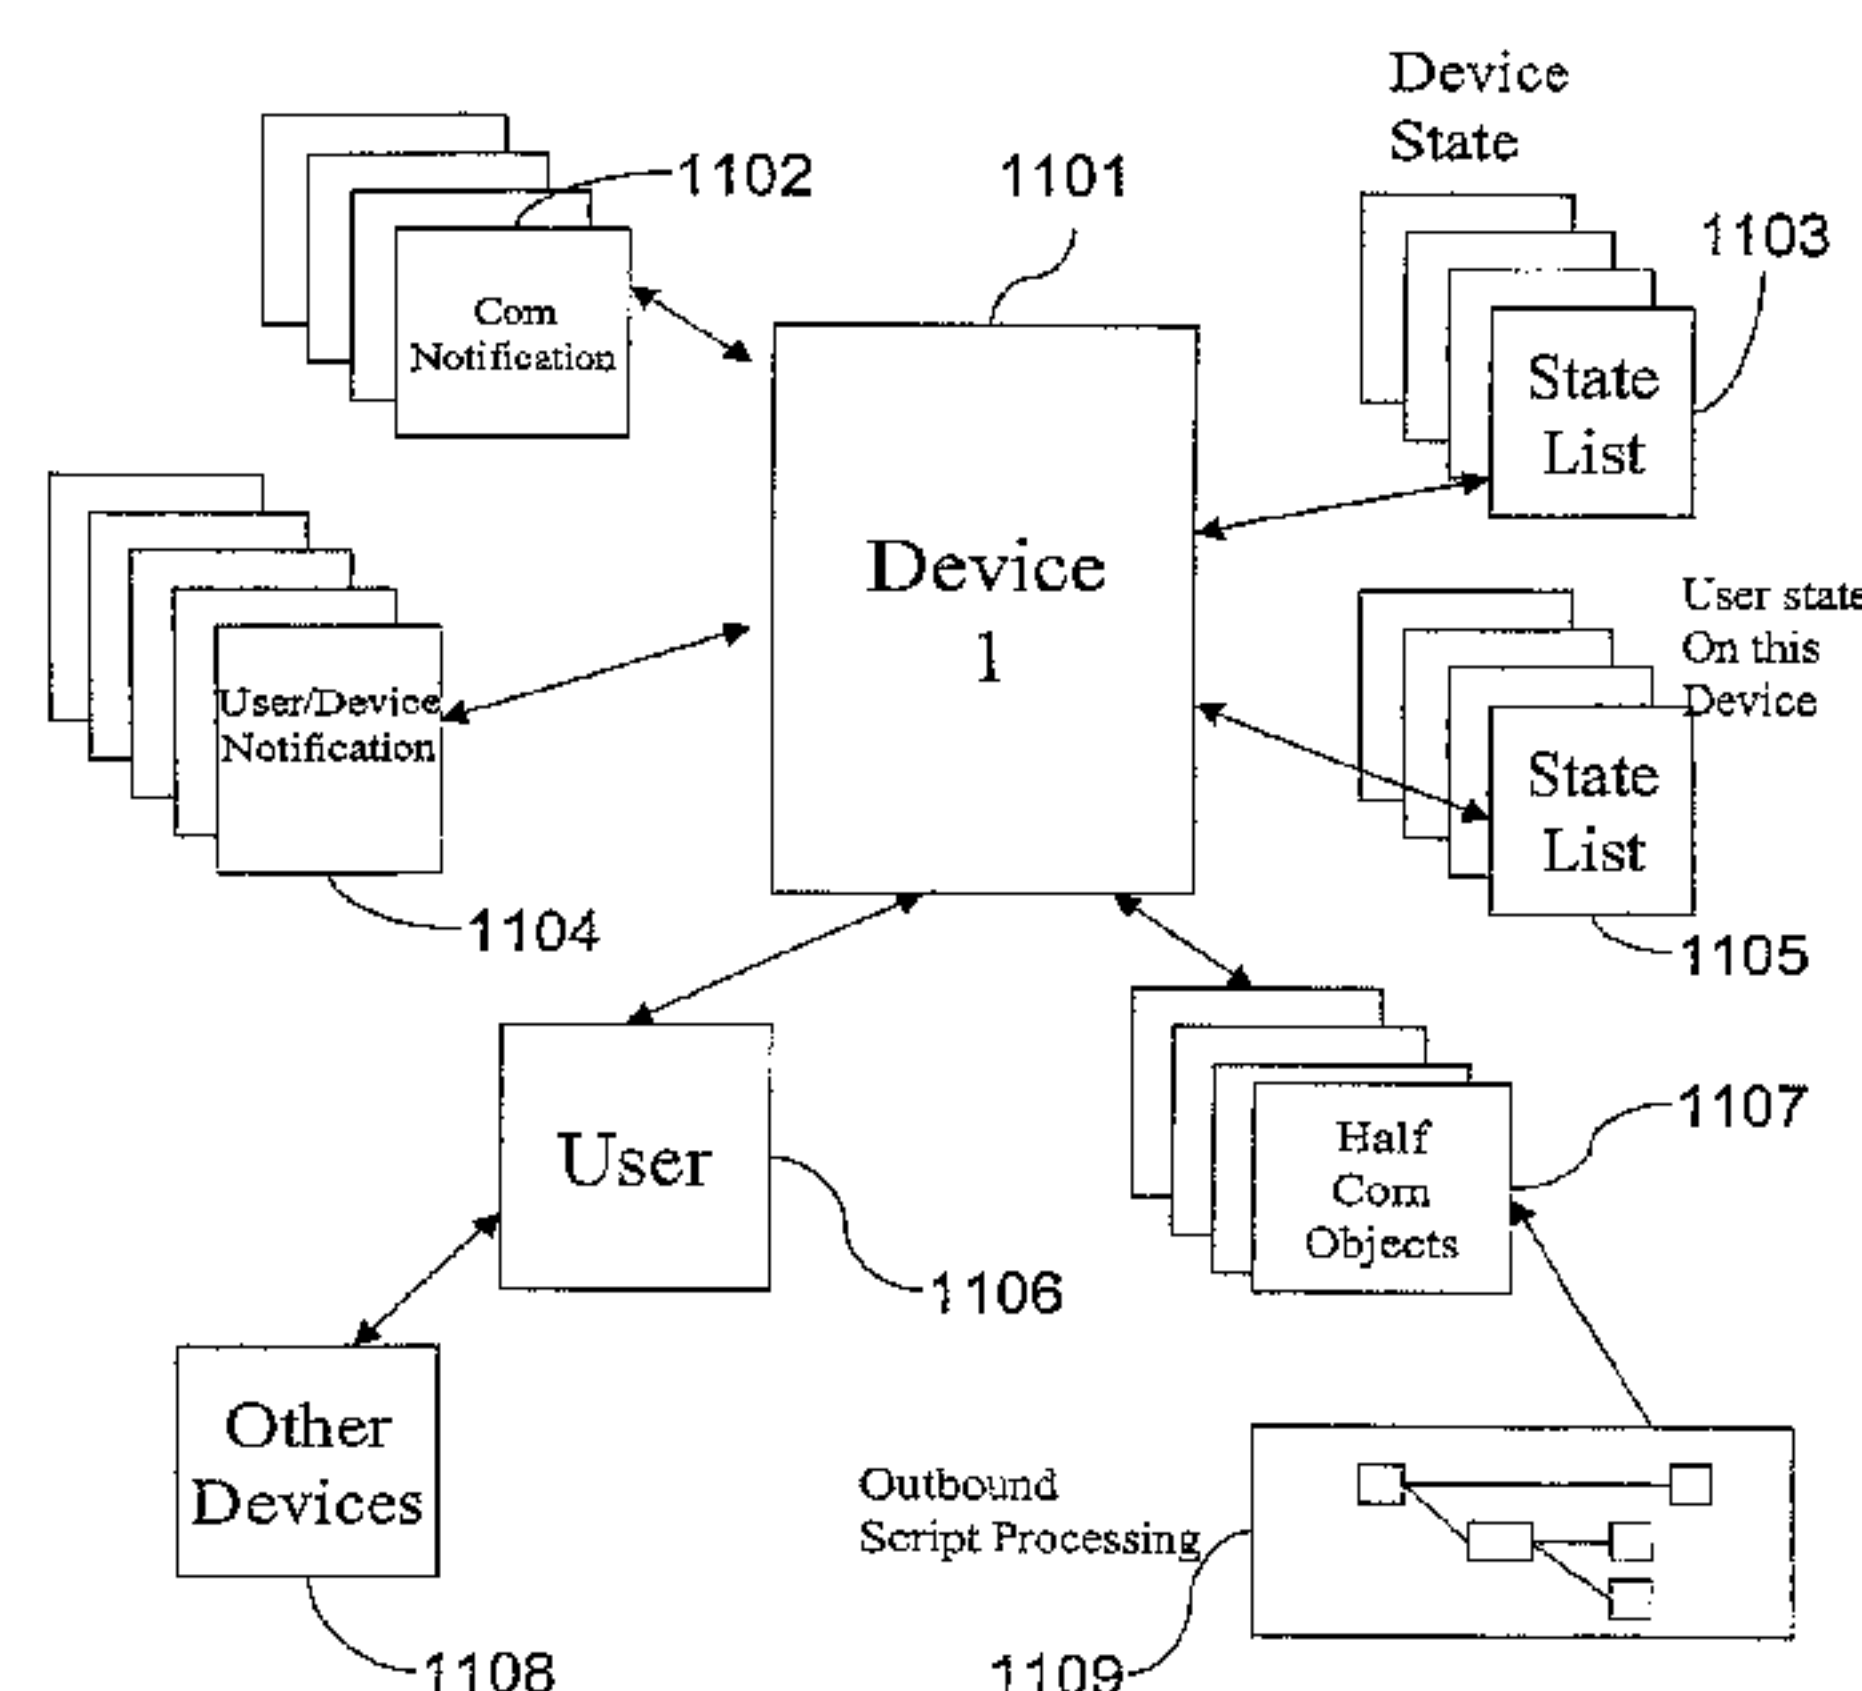 Device
State
1102
1101
1103
Com
Notification
State
List
Device
1
User state
On this
Device
User/Device
Notification
State
List
1104
1105
1107
User
Half
Com
Objects
1106
Other
Devices
Outbound
Script Processing
1108
1109